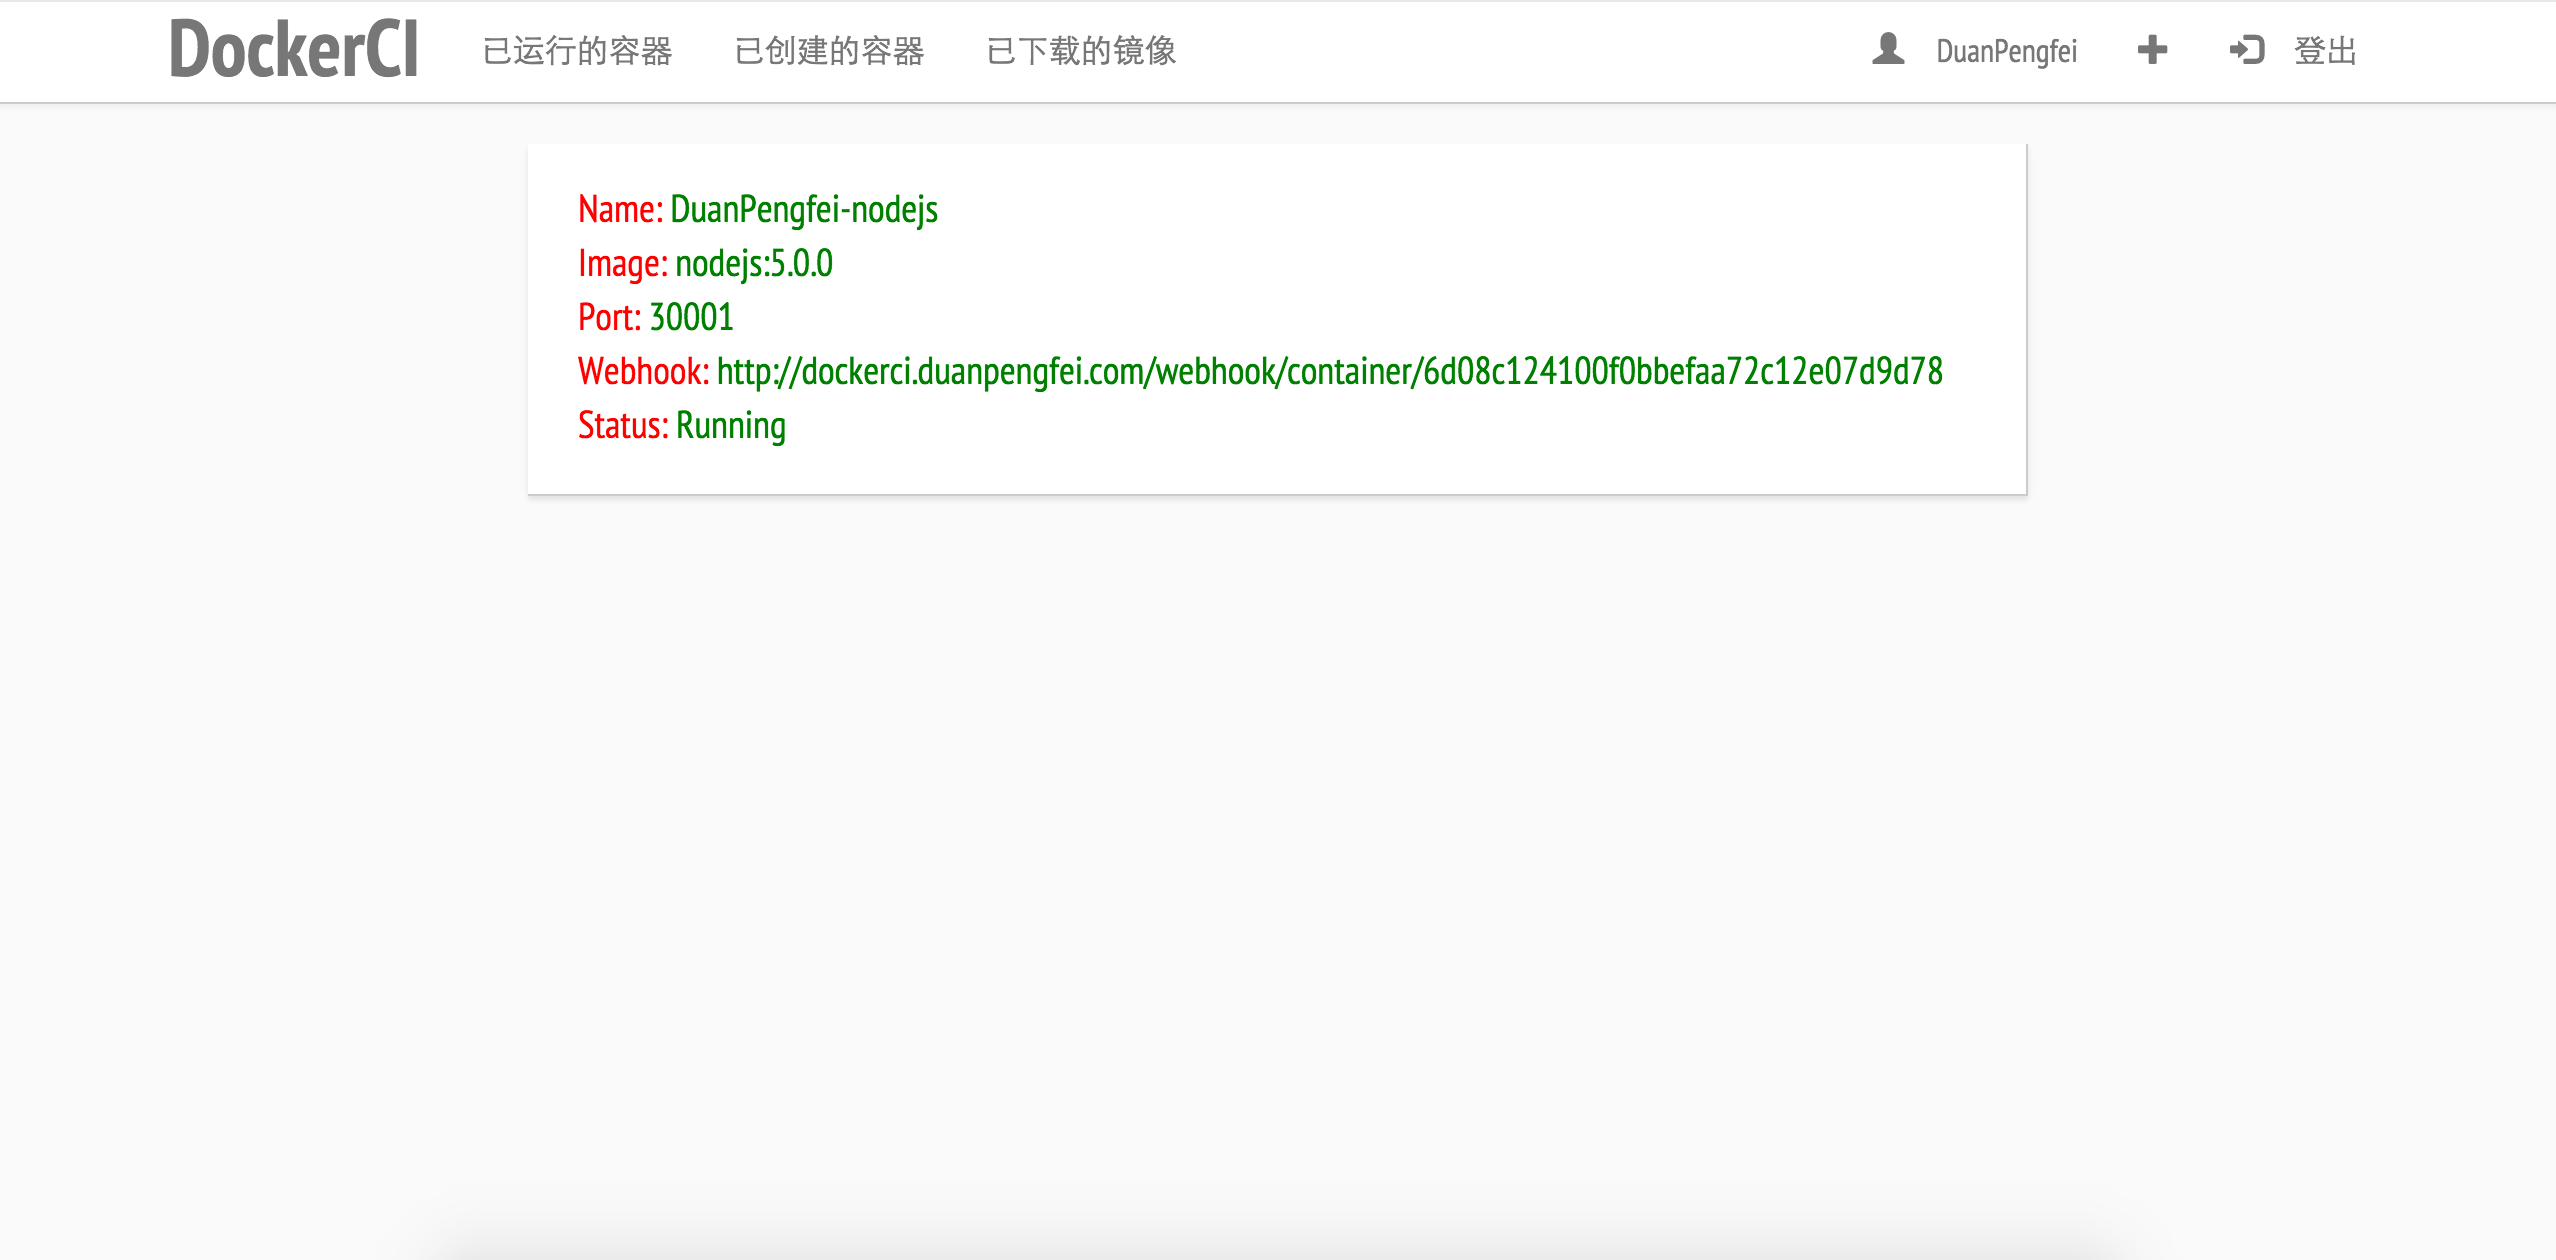 DockerCI 已运行的容器 已创建的容器 已下载的镜像 DuanPengfei 登出
Name: DuanPengfei-nodejs
Image: nodejs:5.0.0
Port: 30001
Webhook: http://dockerci.duanpengfei.com/webhook/container/6d08c124100f0bbefaa72c12e07d9d78
Status: Running